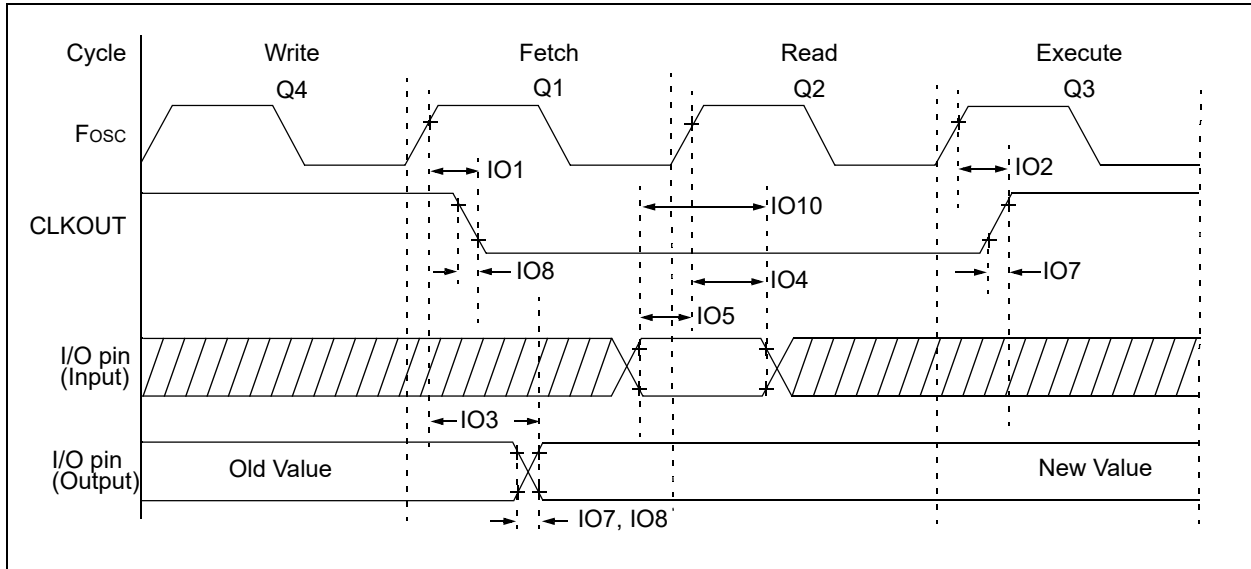 Cycle Write Fetch Read Execute
Q4 Q1 Q2 Q3
FOSC
IO1 IO2
IO10
CLKOUT
IO8 IO7
IO4
IO5
I/O pin
(Input)
IO3
I/O pin
(Output)
Old Value New Value
IO7, IO8